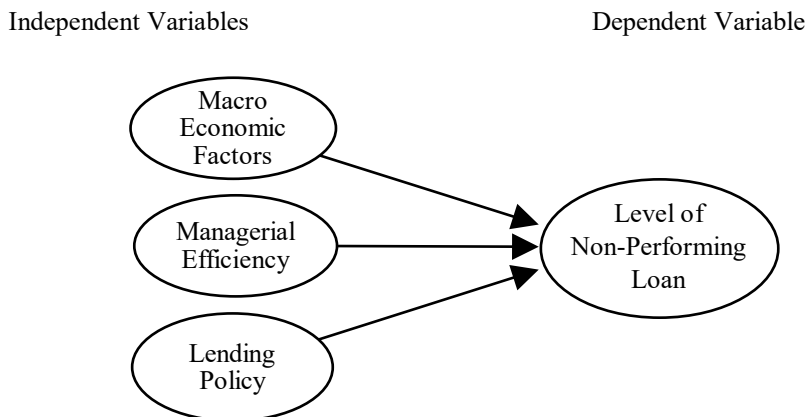 Independent Variables
Dependent Variable
Macro
Economic
Factors
Managerial
Efficiency
Lending
Policy
Level of
Non-Performing
Loan